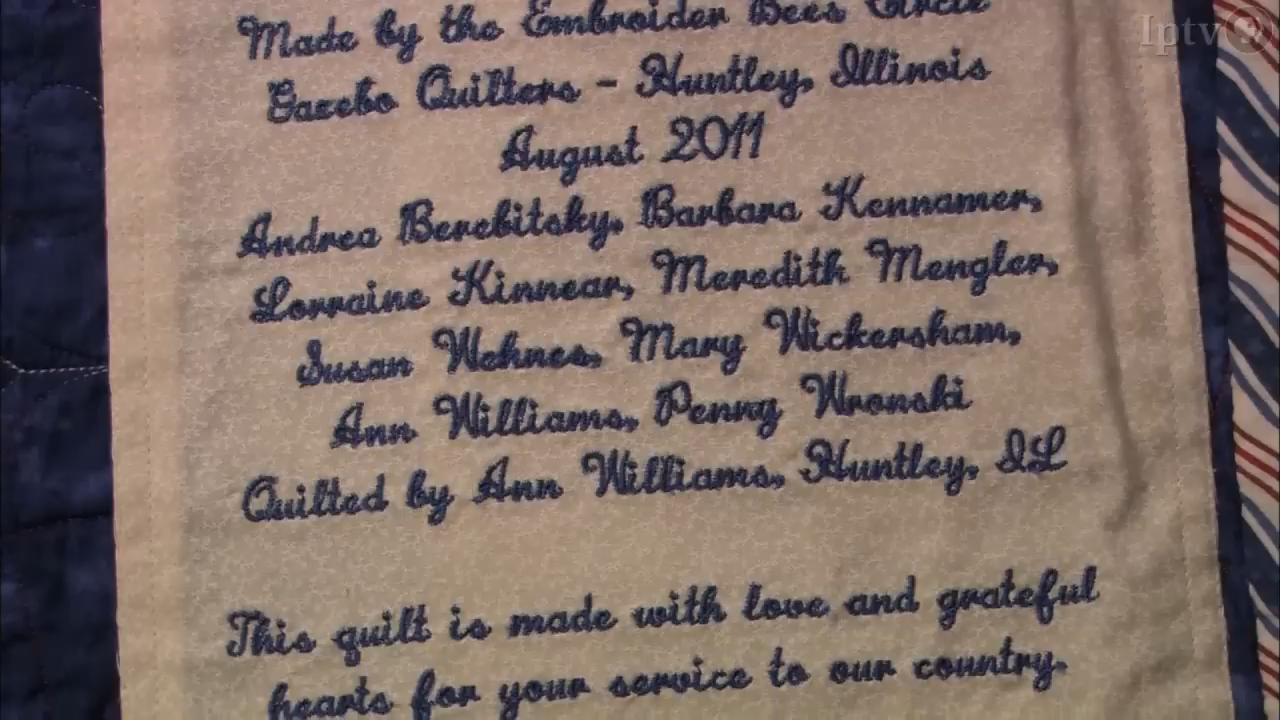 Made by the Embroider Bees Circle
Gazebo Quilters - Huntley, Illinois
August 2011
Andrea Berebitsky, Barbara Kennamer,
Lorraine Kinnear, Meredith Mengler,
Susan Wehnes, Mary Wickersham,
Ann Williams, Penny Wronski
Quilted by Ann Williams, Huntley, IL
This quilt is made with love and grateful
hearts for your service to our country.
Iptv